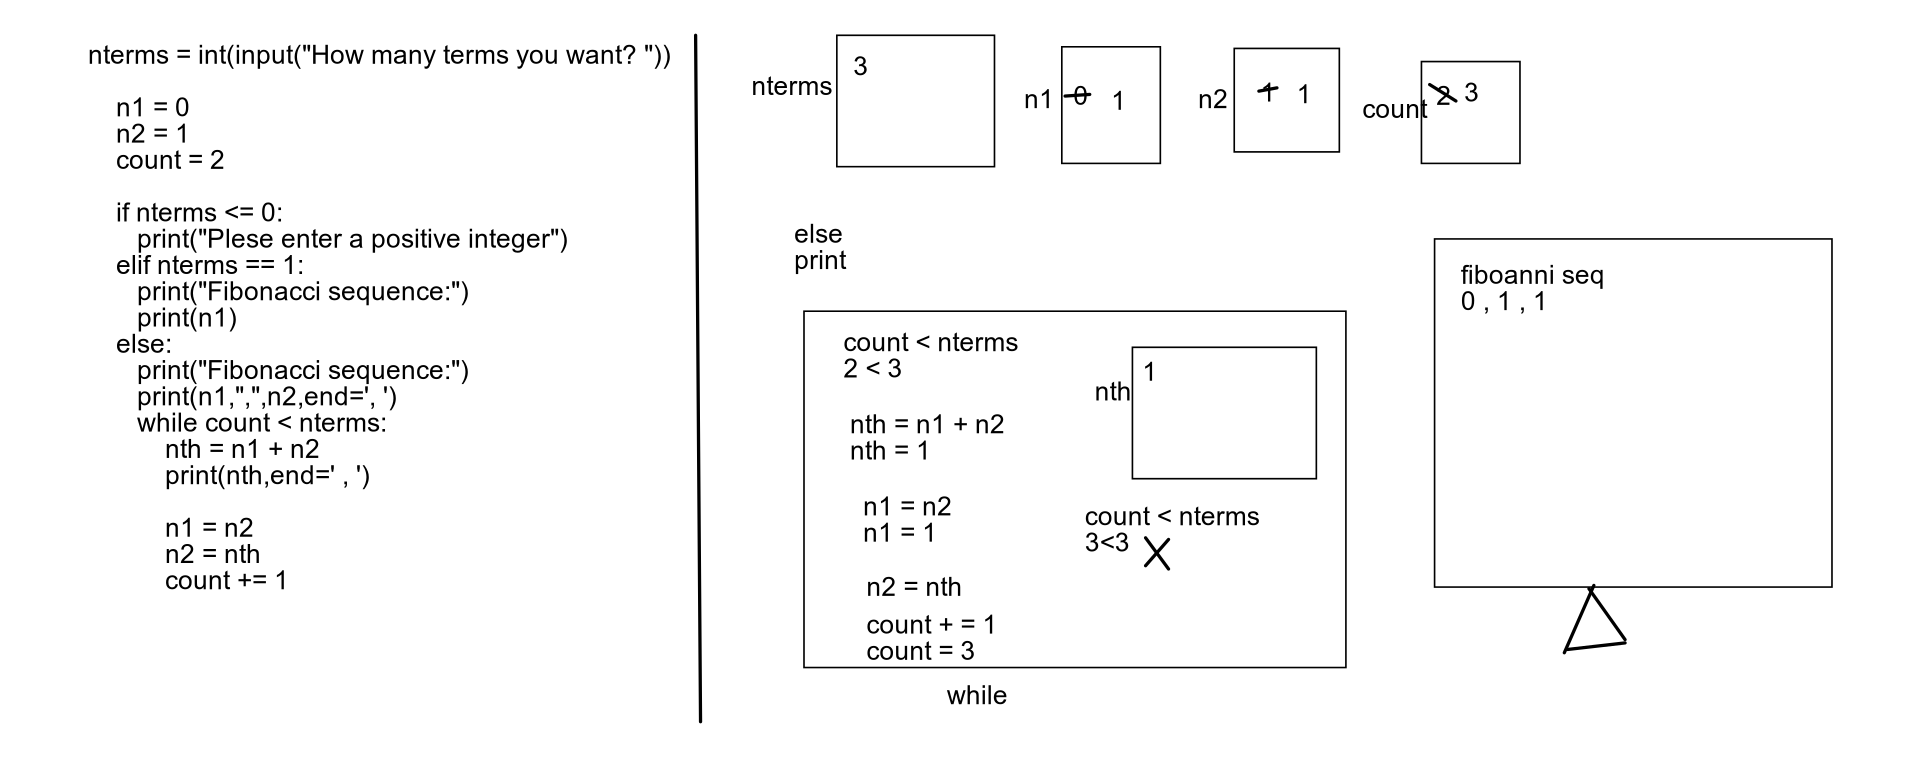 nterms = int(input("How many terms you want? "))
n1 = 0
n2 = 1
count = 2
if nterms <= 0:
print("Plese enter a positive integer")
elif nterms == 1:
print("Fibonacci sequence:")
print(n1)
else:
print("Fibonacci sequence:")
print(n1,",",n2,end=', ')
while count < nterms:
nth = n1 + n2
print(nth,end=' , ')
n1 = n2
n2 = nth
count += 1
nterms
3
n1
0 1
n2
1 1
count
2 3
else
print
count < nterms
2 < 3
nth = n1 + n2
nth = 1
n1 = n2
n1 = 1
n2 = nth
count + = 1
count = 3
nth
1
count < nterms
3<3
while
fiboanni seq
0 , 1 , 1